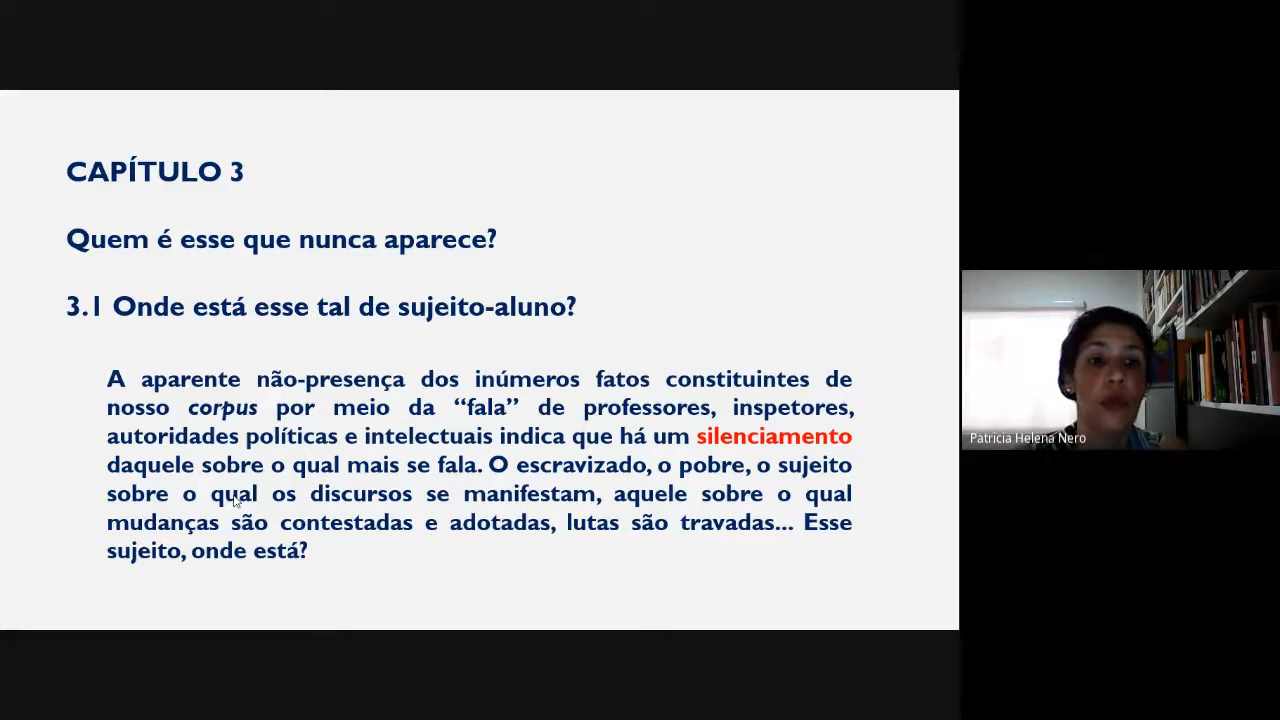 CAPÍTULO 3
Quem é esse que nunca aparece?
3.1 Onde está esse tal de sujeito-aluno?
A aparente não-presença dos inúmeros fatos constituintes de
nosso corpus por meio da “fala” de professores, inspetores,
autoridades políticas e intelectuais indica que há um silenciamento
daquele sobre o qual mais se fala. O escravizado, o pobre, o sujeito
sobre o qual os discursos se manifestam, aquele sobre o qual
mudanças são contestadas e adotadas, lutas são travadas... Esse
sujeito, onde está?
Patricia Helena Nero